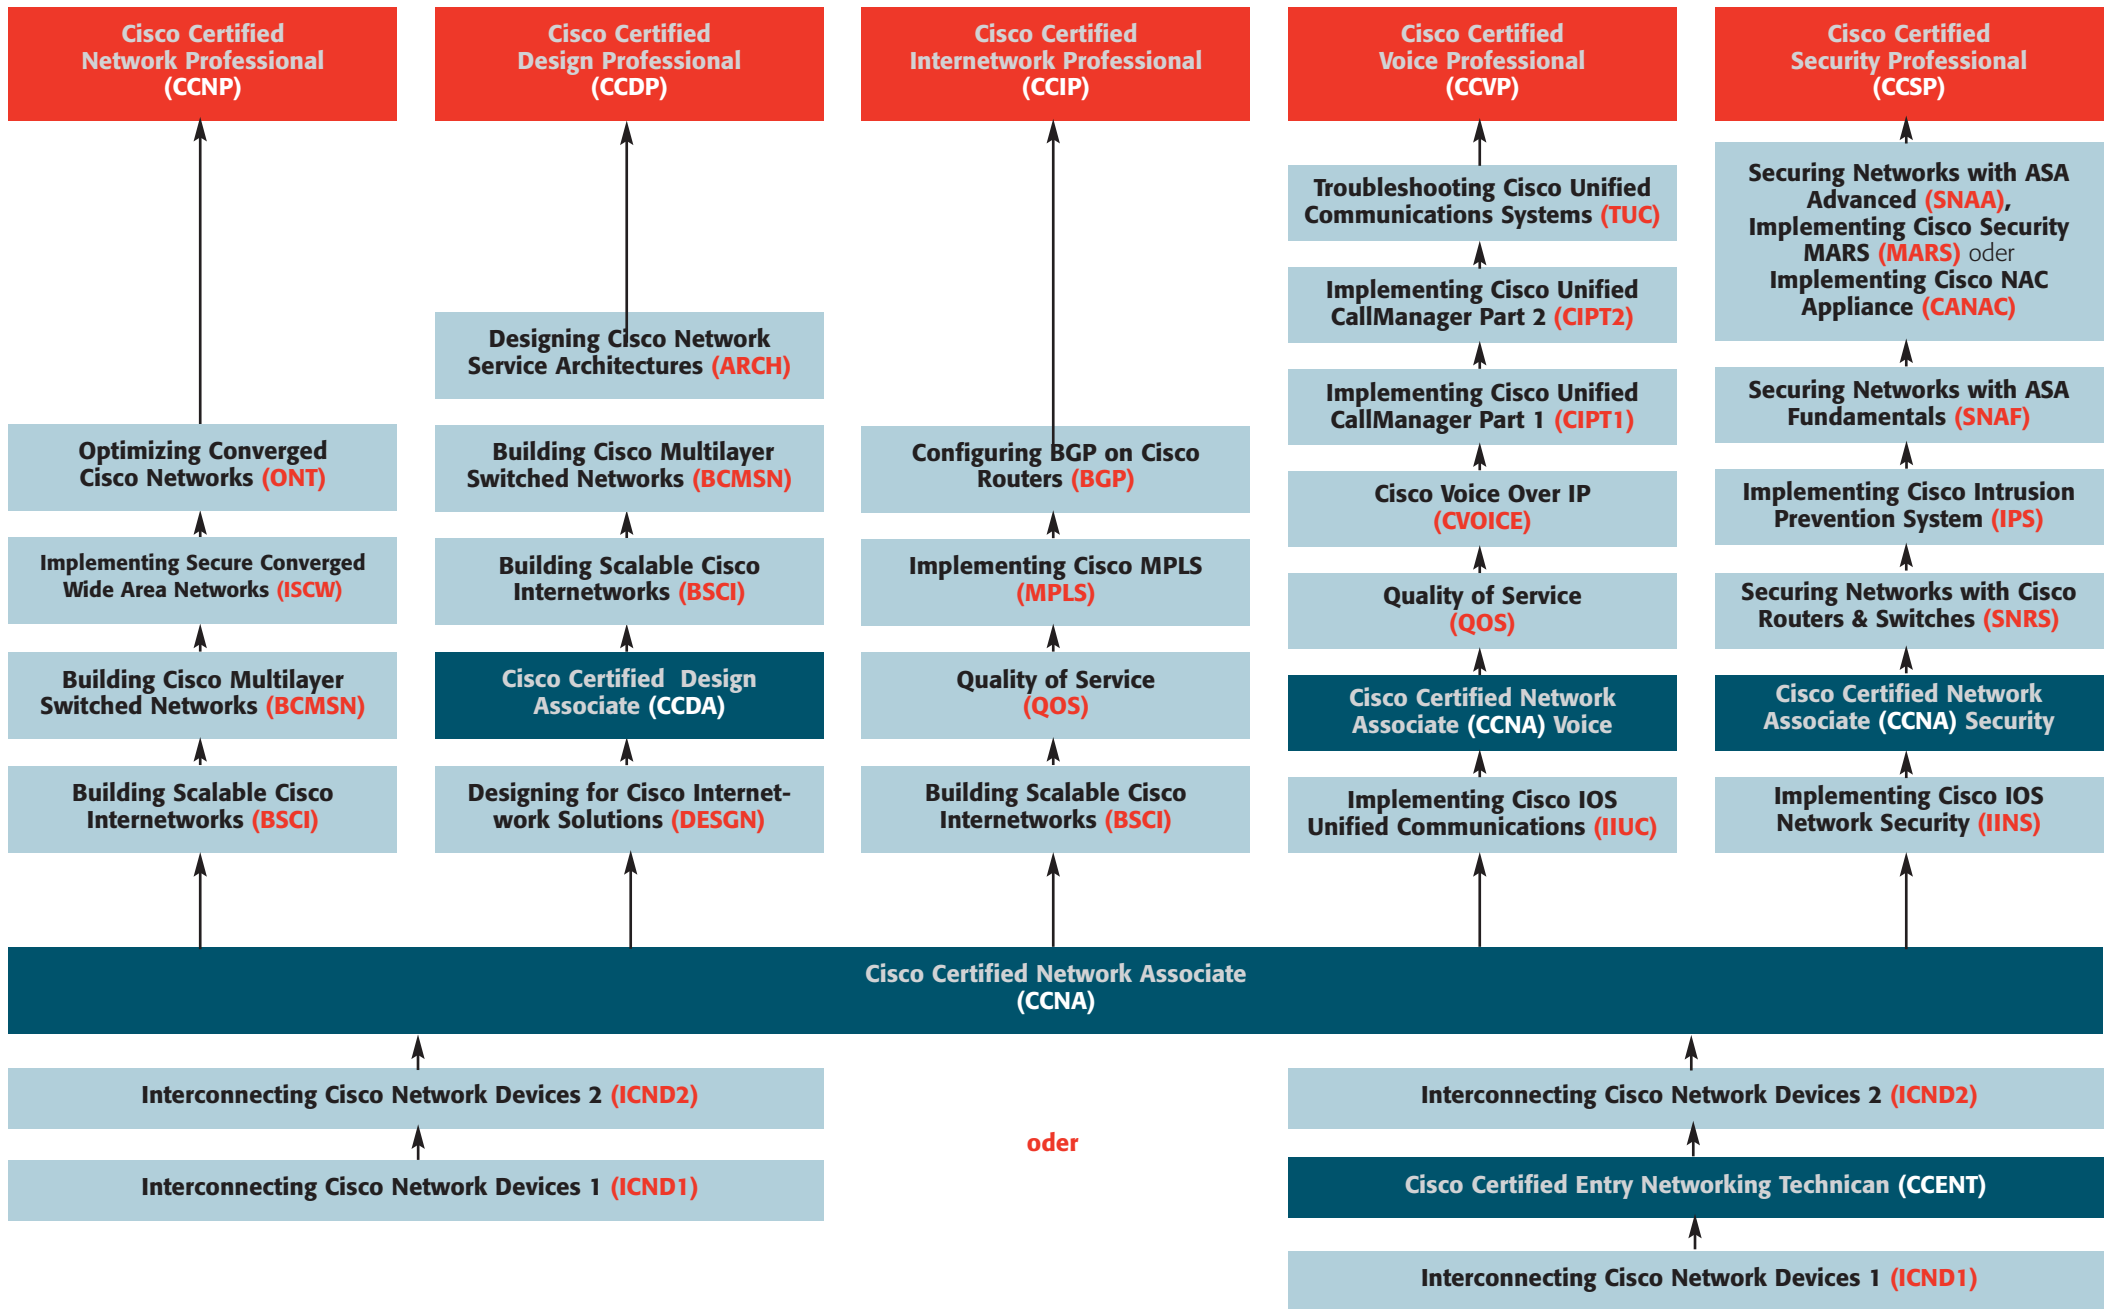 Cisco Certified
Network Professional
(CCNP)
Cisco Certified
Design Professional
(CCDP)
Cisco Certified
Internetwork Professional
(CCIP)
Cisco Certified
Voice Professional
(CCVP)
Cisco Certified
Security Professional
(CCSP)
Optimizing Converged
Cisco Networks (ONT)
Implementing Secure Converged
Wide Area Networks (ISCW)
Building Cisco Multilayer
Switched Networks (BCMSN)
Building Scalable Cisco
Internetworks (BSCI)
Designing Cisco Network
Service Architectures (ARCH)
Building Cisco Multilayer
Switched Networks (BCMSN)
Building Scalable Cisco
Internetworks (BSCI)
Cisco Certified Design
Associate (CCDA)
Designing for Cisco Internet-
work Solutions (DESGN)
Configuring BGP on Cisco
Routers (BGP)
Implementing Cisco MPLS
(MPLS)
Quality of Service
(QOS)
Building Scalable Cisco
Internetworks (BSCI)
Troubleshooting Cisco Unified
Communications Systems (TUC)
Implementing Cisco Unified
CallManager Part 2 (CIPT2)
Implementing Cisco Unified
CallManager Part 1 (CIPT1)
Cisco Voice Over IP
(CVOICE)
Quality of Service
(QOS)
Cisco Certified Network
Associate (CCNA) Voice
Implementing Cisco IOS
Unified Communications (IIUC)
Securing Networks with ASA
Advanced (SNAA),
Implementing Cisco Security
MARS (MARS) oder
Implementing Cisco NAC
Appliance (CANAC)
Securing Networks with ASA
Fundamentals (SNAF)
Implementing Cisco Intrusion
Prevention System (IPS)
Securing Networks with Cisco
Routers & Switches (SNRS)
Cisco Certified Network
Associate (CCNA) Security
Implementing Cisco IOS
Network Security (IINS)
Cisco Certified Network Associate
(CCNA)
Interconnecting Cisco Network Devices 2 (ICND2)
Interconnecting Cisco Network Devices 1 (ICND1)
oder
Interconnecting Cisco Network Devices 2 (ICND2)
Cisco Certified Entry Networking Technican (CCENT)
Interconnecting Cisco Network Devices 1 (ICND1)